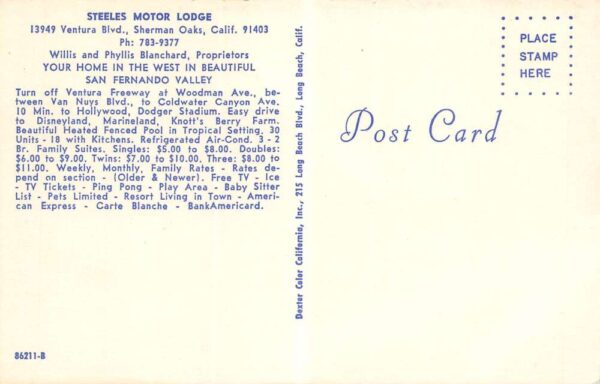 STEELES MOTOR LODGE
13949 Ventura Blvd., Sherman Oaks, Calif. 91403
Ph: 783-9377
Willis and Phyllis Blanchard, Proprietors
YOUR HOME IN THE WEST IN BEAUTIFUL
SAN FERNANDO VALLEY
Turn off Ventura Freeway at Woodman Ave., be-
tween Van Nuys Blvd., to Coldwater Canyon Ave.
10 Min. to Hollywood, Dodger Stadium. Easy drive
to Disneyland, Marineland, Knott's Berry Farm.
Beautiful Heated Fenced Pool in Tropical Setting. 30
Units - 18 with Kitchens. Refrigerated Air-Cond. 3 - 2
Br. Family Suites. Singles: $5.00 to $8.00. Doubles:
$6.00 to $9.00. Twins: $7.00 to $10.00. Three: $8.00 to
$11.00. Weekly, Monthly, Family Rates - Rates de-
pend on section - (Older & Newer). Free TV - Ice
- TV Tickets - Ping Pong - Play Area - Baby Sitter
List - Pets Limited - Resort Living in Town - Ameri-
can Express - Carte Blanche - BankAmericard.
86211-B
Dexter Color California, Inc., 215 Long Beach Blvd., Long Beach, Calif.
Post Card
PLACE
STAMP
HERE